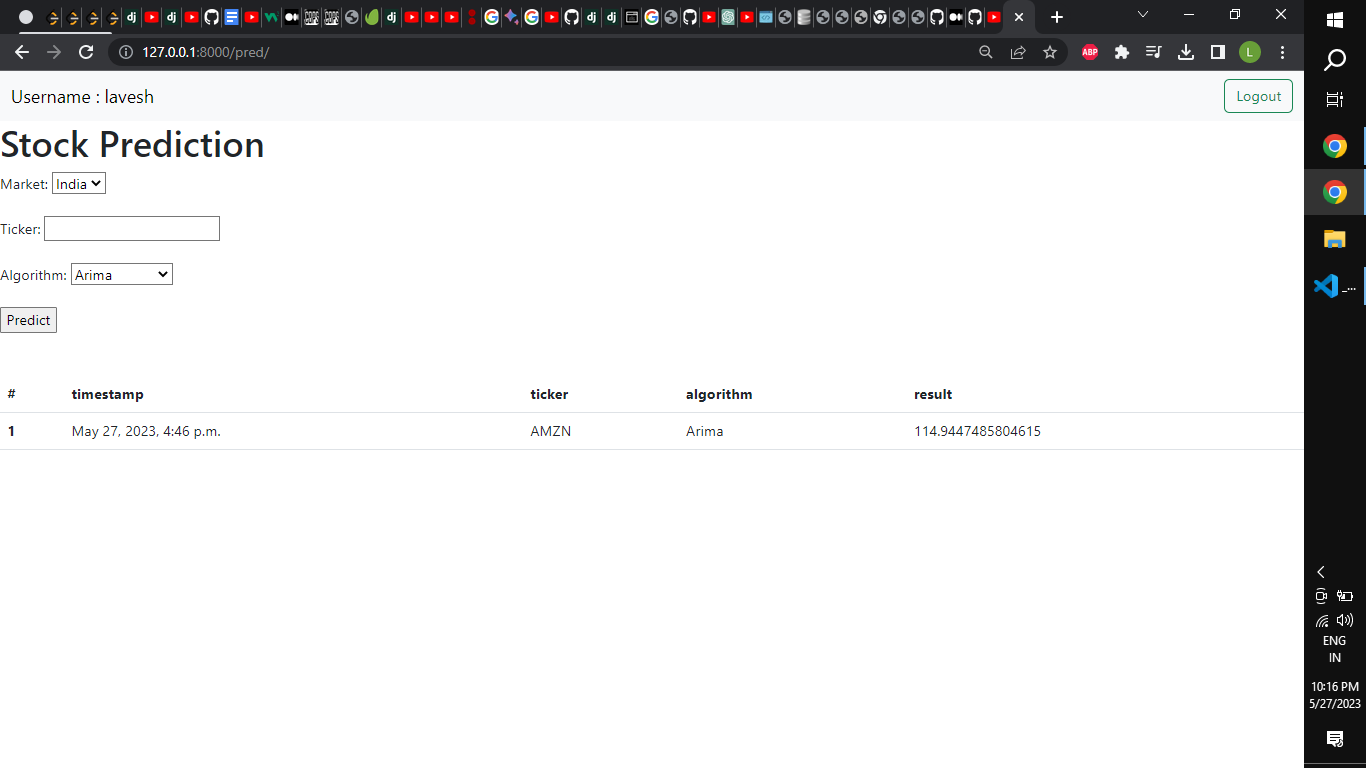 127.0.0.1:8000/pred/
ABP
L
Username : lavesh
Logout
Stock Prediction
Market: India
Ticker:
Algorithm: Arima
Predict
# timestamp ticker algorithm result
1 May 27, 2023, 4:46 p.m. AMZN Arima 114.9447485804615
_...
ENG
IN
10:16 PM
5/27/2023